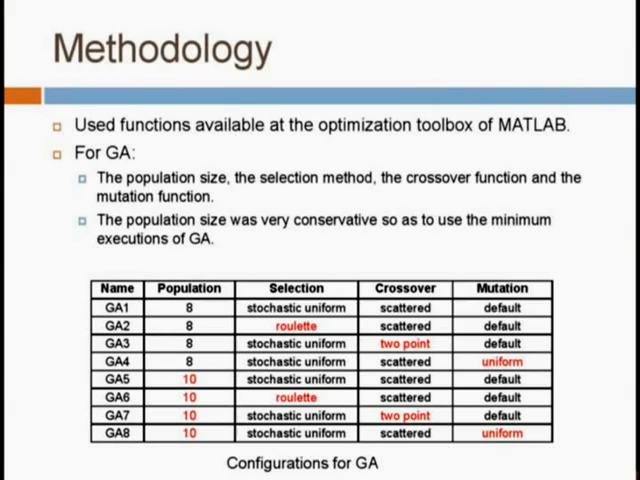 Methodology
Used functions available at the optimization toolbox of MATLAB.
For GA:
The population size, the selection method, the crossover function and the
mutation function.
The population size was very conservative so as to use the minimum
executions of GA.
Name Population Selection Crossover Mutation
GA1 8 stochastic uniform scattered default
GA2 8 roulette scattered default
GA3 8 stochastic uniform two point default
GA4 8 stochastic uniform scattered uniform
GA5 10 stochastic uniform scattered default
GA6 10 roulette scattered default
GA7 10 stochastic uniform two point default
GA8 10 stochastic uniform scattered uniform
Configurations for GA